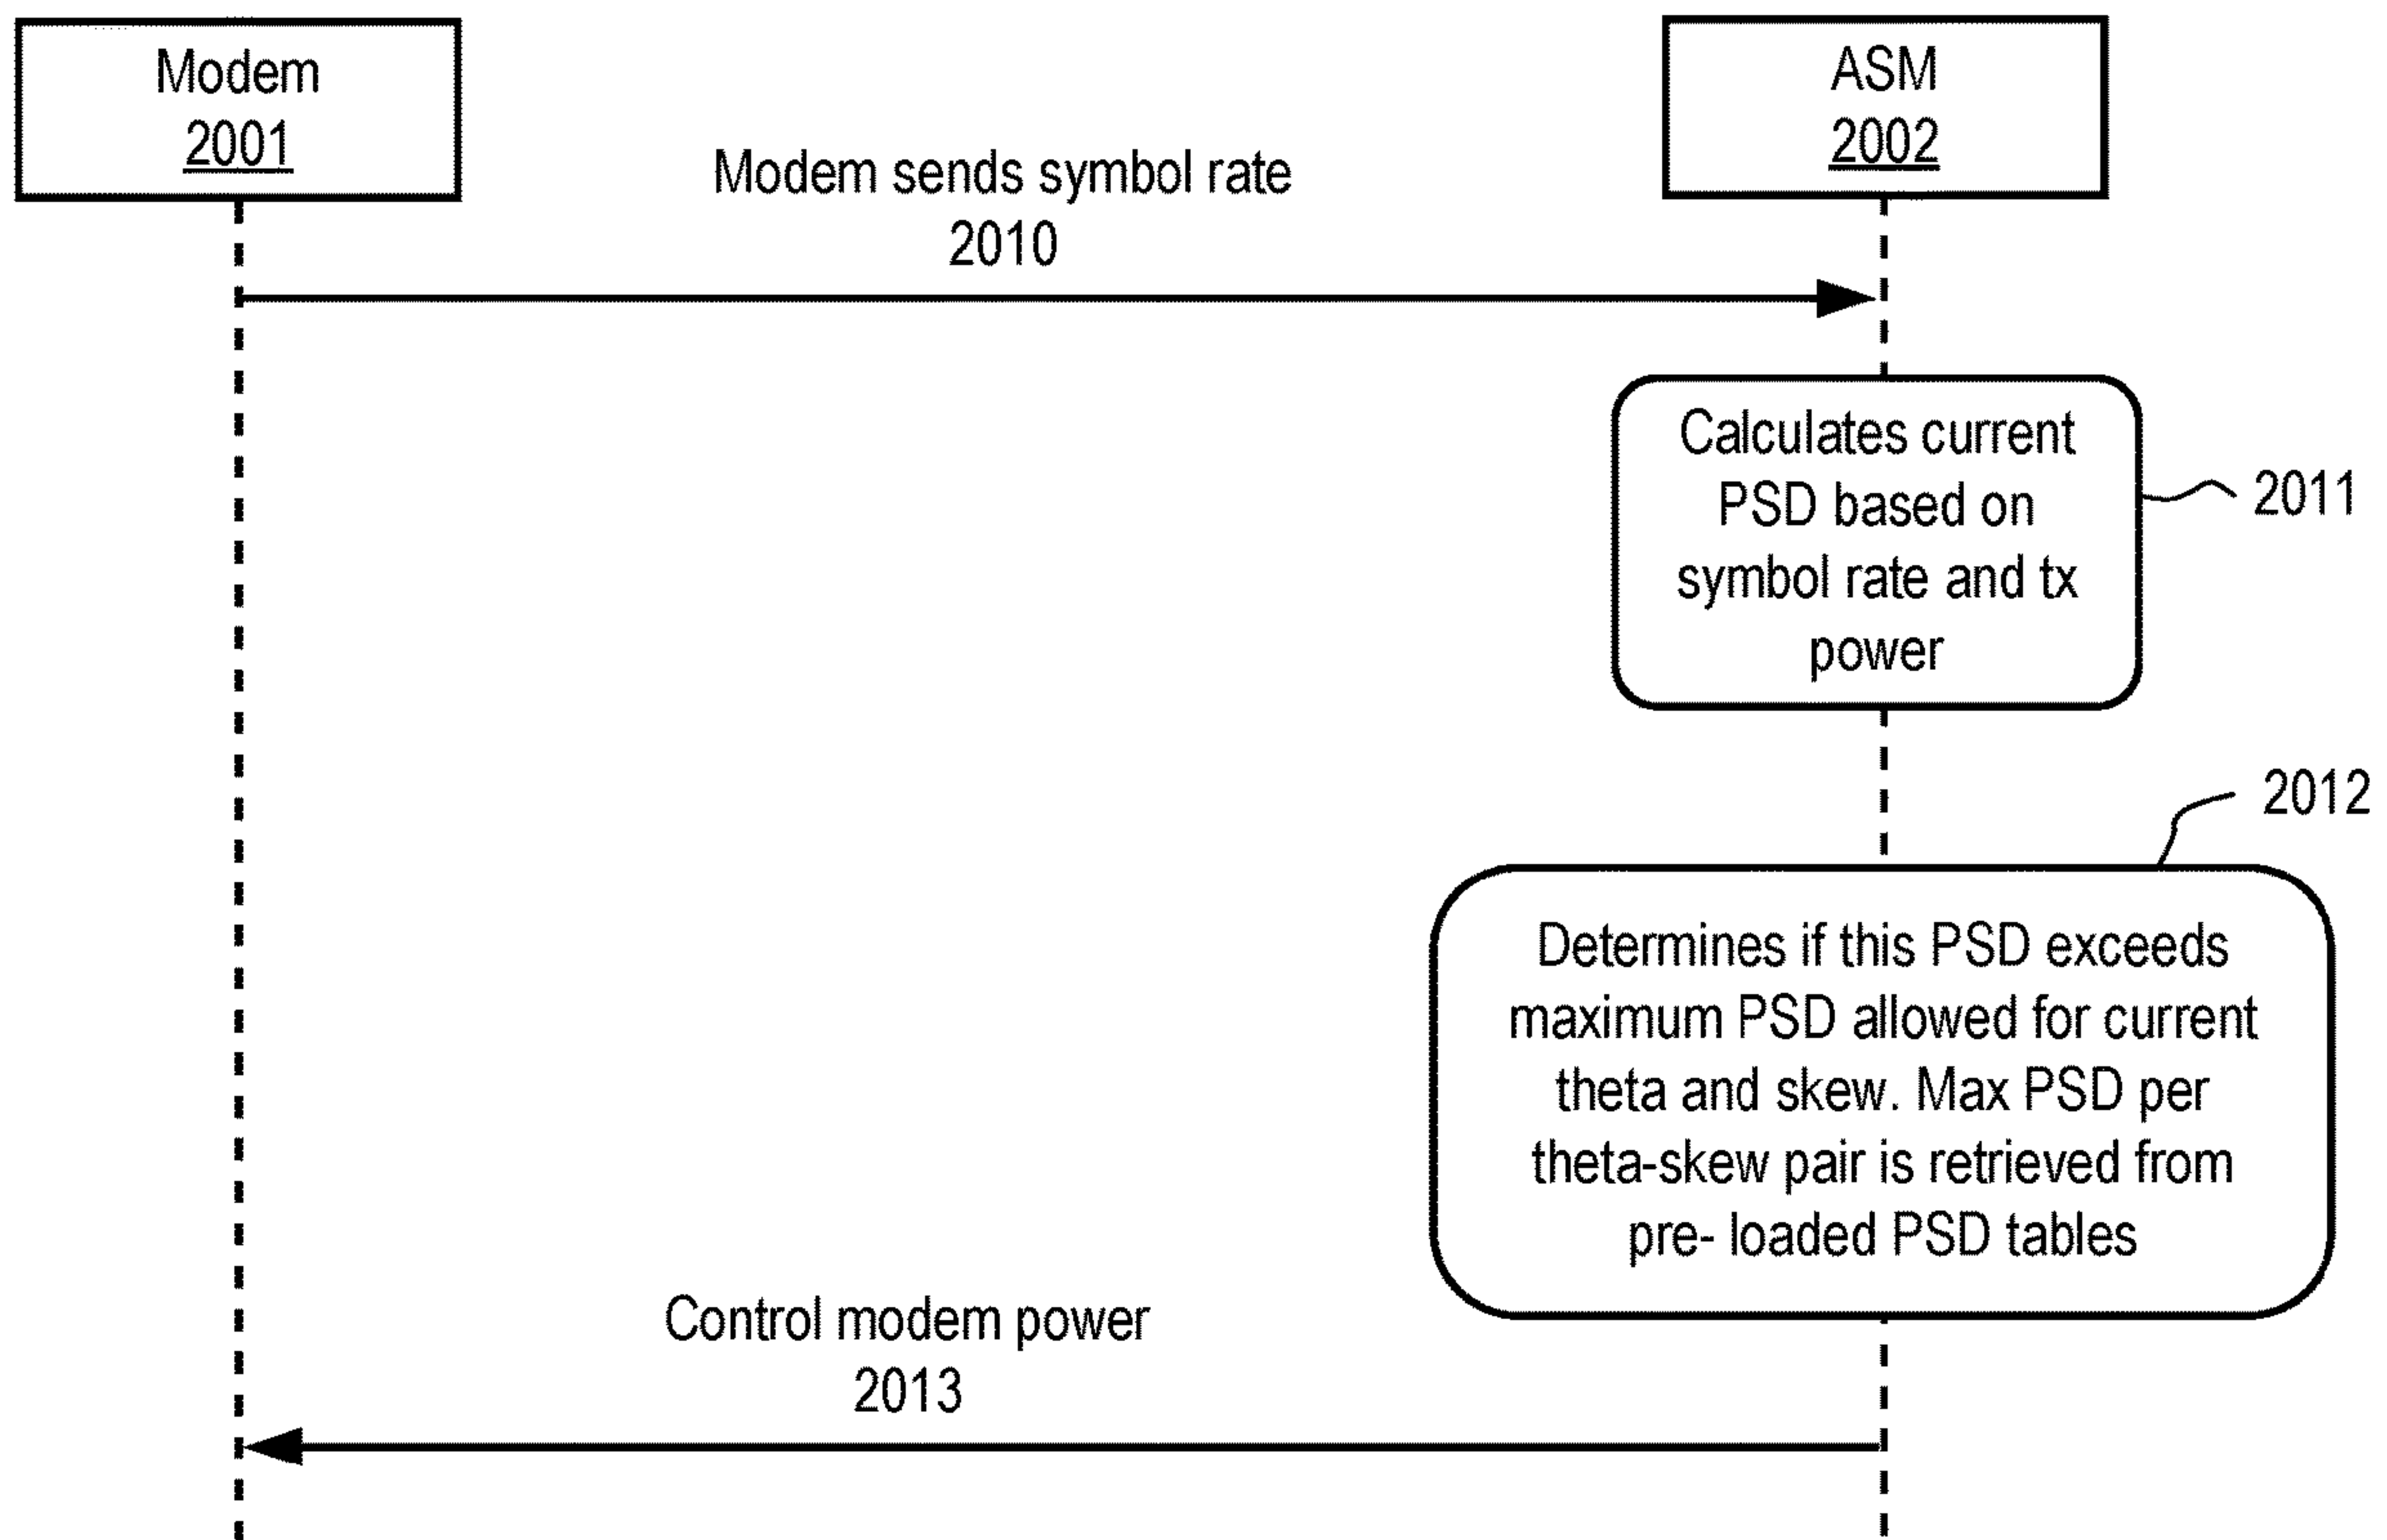 Modem
2001
ASM
2002
Modem sends symbol rate
2010
Calculates current
PSD based on
symbol rate and tx
power
2011
2012
Determines if this PSD exceeds
maximum PSD allowed for current
theta and skew. Max PSD per
theta-skew pair is retrieved from
pre- loaded PSD tables
Control modem power
2013